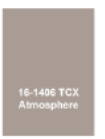 16-1406 TCX
Atmosphere